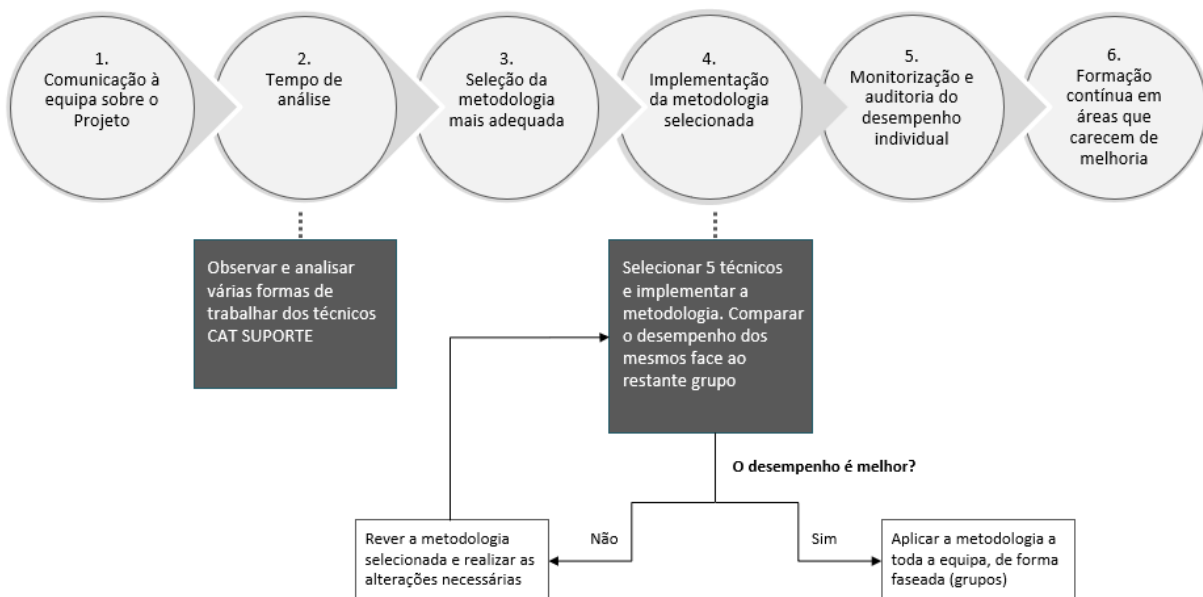 1.
Comunicação à
equipa sobre o
Projeto
2.
Tempo de
análise
3.
Seleção da
metodologia
mais adequada
4.
Implementação
da metodologia
selecionada
5.
Monitorização e
auditoria do
desempenho
individual
6.
Formação
contínua em
áreas que
carecem de
melhoria
Observar e analisar
várias formas de
trabalhar dos técnicos
CAT SUPORTE
Selecionar 5 técnicos
e implementar a
metodologia. Comparar
o desempenho dos
mesmos face ao
restante grupo
O desempenho é melhor?
Rever a metodologia
selecionada e realizar as
alterações necessárias
Não
Sim
Aplicar a metodologia a
toda a equipa, de forma
faseada (grupos)